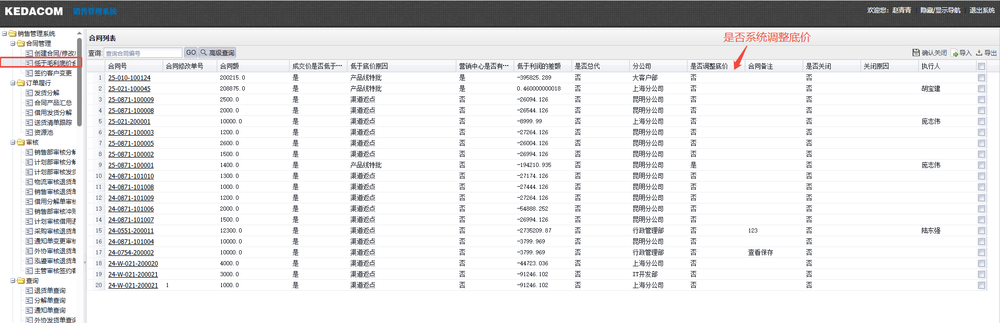 KEDACOM 销售管理系统
欢迎您: 赵青青 隐藏/显示导航 退出系统
销售管理系统
合同管理
创建合同/修改
低于毛利底价合
签约客户变更
订单履行
发货分解
合同产品汇总
借用发货分解
送货清单跟踪
资源池
审核
销售部审核分解
计划部审核分解
计划部审核发货
物流审核退货单
销售审核退货单
借用分解单审核
销售部审核冲账
计划审核借用退
采购审核退货单
通知单变更审核
外协审核退货单
泓鎏审核退货单
主管审核签约客
查询
退货单查询
分解单查询
通知单查询
外协发货单查询
合同列表
是否系统调整底价
查询: 查询合同编号 GO 高级查询 确认关闭 导入 导出
合同号 合同修改单号 合同额 成交价是否低于… 低于底价原因 营销中心是否有… 低于利润的差额 是否总代 分公司 是否调整底价 合同备注 是否关闭 关闭原因 执行人
1 25-010-100124 200215.0 是 产品线特批 是 -395825.289 否 大客户部 否 否
2 25-021-100045 208875.0 是 产品线特批 是 0.460000000018 否 上海分公司 否 否 胡宝建
3 25-0871-100009 2500.0 是 渠道返点 否 -26094.126 否 昆明分公司 否 否
4 25-0871-100008 2000.0 是 渠道返点 否 -26544.126 否 昆明分公司 否 否
5 25-021-200001 10000.0 是 渠道返点 否 -8999.99 否 上海分公司 否 否 庞志伟
6 25-0871-100003 1200.0 是 渠道返点 否 -27264.126 否 昆明分公司 否 否
7 25-0871-100005 2600.0 是 渠道返点 否 -26004.126 否 昆明分公司 否 否
8 25-0871-100002 1500.0 是 渠道返点 否 -26994.126 否 昆明分公司 否 否
9 25-0871-100001 1400.0 是 产品线特批 否 -194210.935 否 昆明分公司 是 否 庞志伟
10 24-0871-101010 1300.0 是 渠道返点 否 -27174.126 否 昆明分公司 否 否
11 24-0871-101008 1000.0 是 渠道返点 否 -27444.126 否 昆明分公司 否 否
12 24-0871-101009 1200.0 是 渠道返点 否 -27264.126 否 昆明分公司 否 否
13 24-0871-101006 2000.0 是 渠道返点 否 -54888.252 否 昆明分公司 否 否
14 24-0871-101007 1500.0 是 渠道返点 否 -26994.126 否 昆明分公司 否 否
15 24-0551-200011 12300.0 是 渠道返点 否 -2735209.87 否 行政管理部 否 123 否 陆东强
16 24-0871-101004 10000.0 是 渠道返点 否 -3799.969 否 昆明分公司 否 否
17 24-0754-200002 10000.0 是 渠道返点 否 -3799.969 否 行政管理部 否 查看保存 否
18 24-W-021-200020 4000.0 是 渠道返点 否 -44723.036 否 上海分公司 否 否
19 24-W-021-200021 3000.0 是 渠道返点 否 -91246.102 否 IT开发部 否 否
20 24-W-021-200021 1 1000.0 是 渠道返点 否 -91246.102 否 上海分公司 否 否